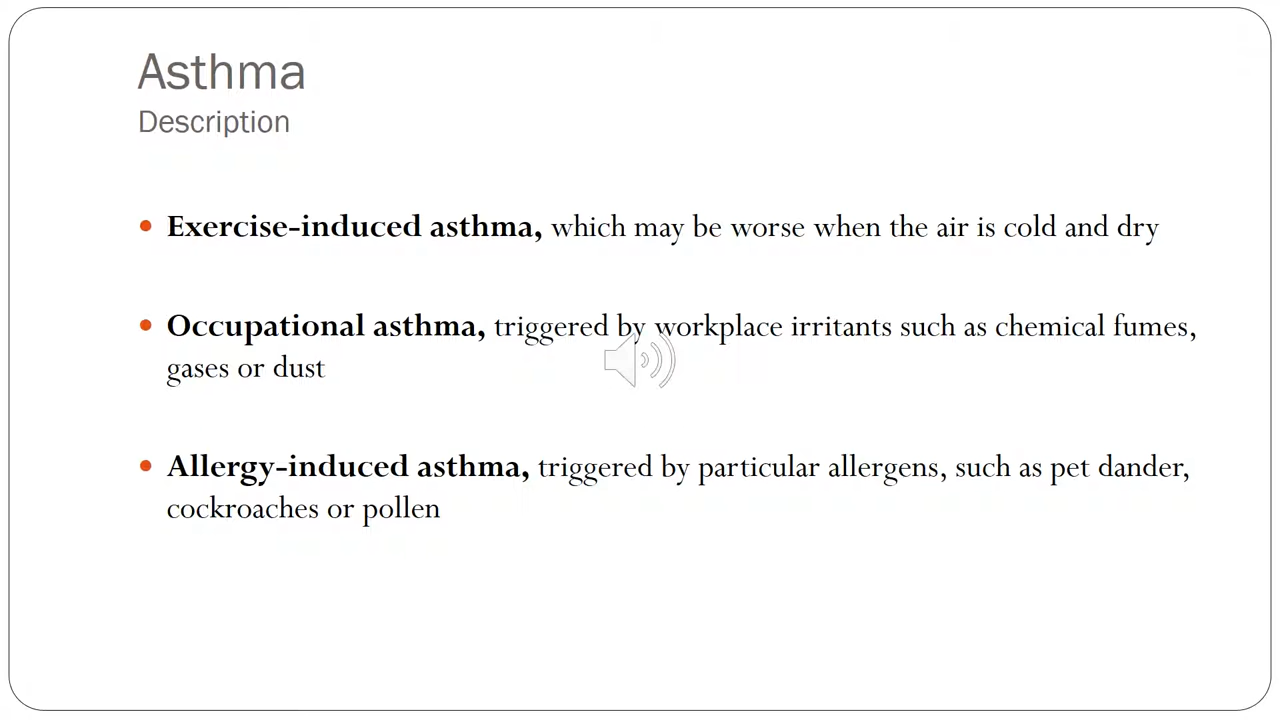 Asthma
Description
Exercise-induced asthma, which may be worse when the air is cold and dry
Occupational asthma, triggered by workplace irritants such as chemical fumes,
gases or dust
Allergy-induced asthma, triggered by particular allergens, such as pet dander,
cockroaches or pollen